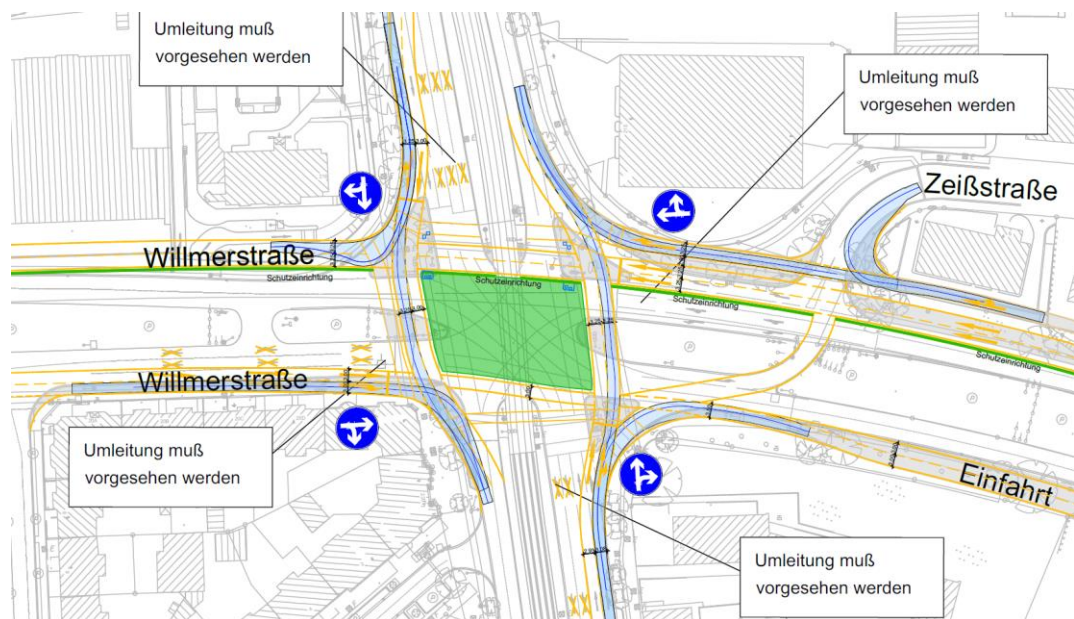 Umleitung muß
vorgesehen werden
Umleitung muß
vorgesehen werden
Zeißstraße
Willmerstraße
Schutzeinrichtung
Schutzeinrichtung
Schutzeinrichtung
Schutzeinrichtung
Willmerstraße
Umleitung muß
vorgesehen werden
Einfahrt
Umleitung muß
vorgesehen werden